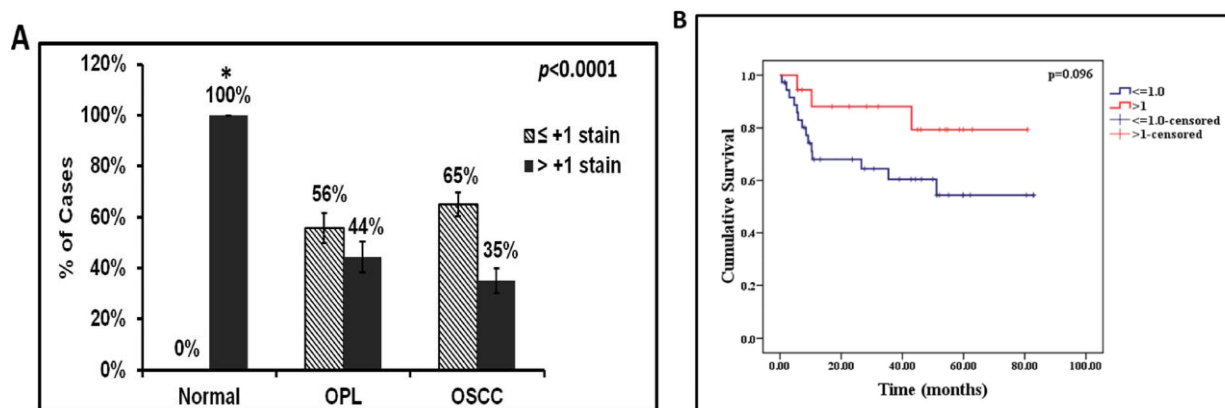 A
120%
100%
80%
60%
40%
20%
0%
% of Cases
*
100%
0%
56%
44%
65%
35%
p<0.0001
≤ +1 stain
> +1 stain
Normal
OPL
OSCC
B
p=0.096
1.0
0.8
0.6
0.4
0.2
0.0
Cumulative Survival
0.00
20.00
40.00
60.00
80.00
100.00
Time (months)
<=1.0
>1
<=1.0-censored
>1-censored